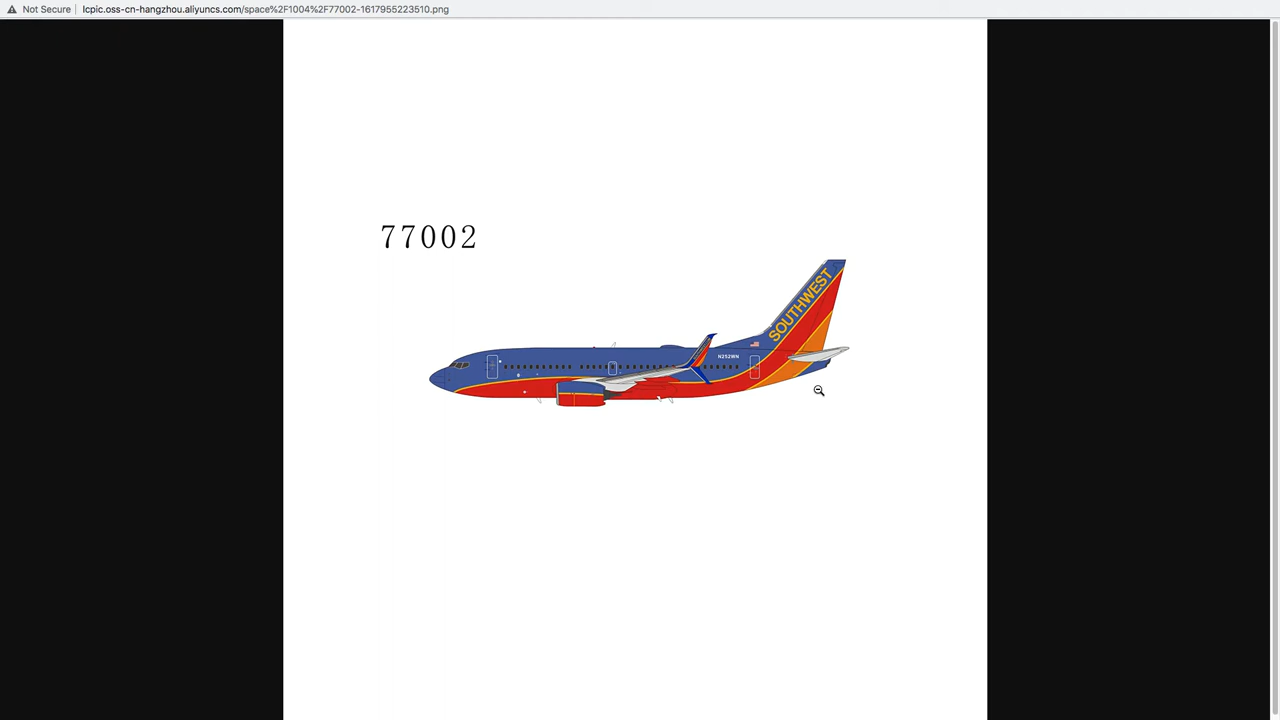 Not Secure | lcpic.oss-cn-hangzhou.aliyuncs.com/space%2F1004%2F77002-1617955223510.png
77002
SOUTHWEST
N252WN